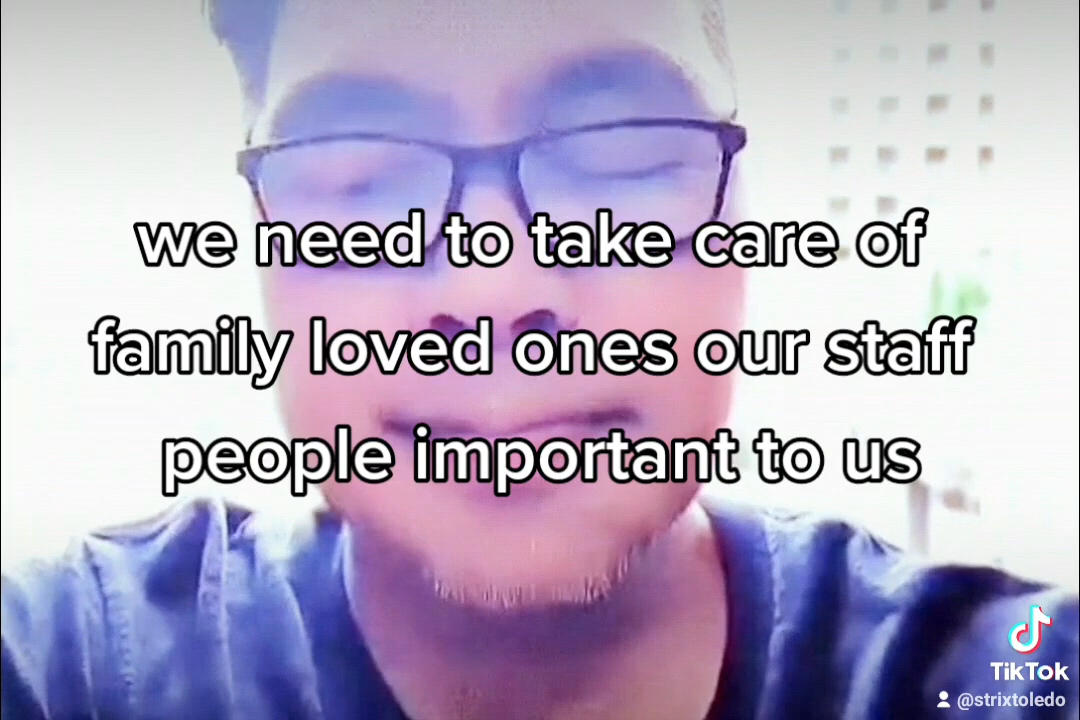 we need to take care of
family loved ones our staff
people important to us
TikTok
@strixtoledo